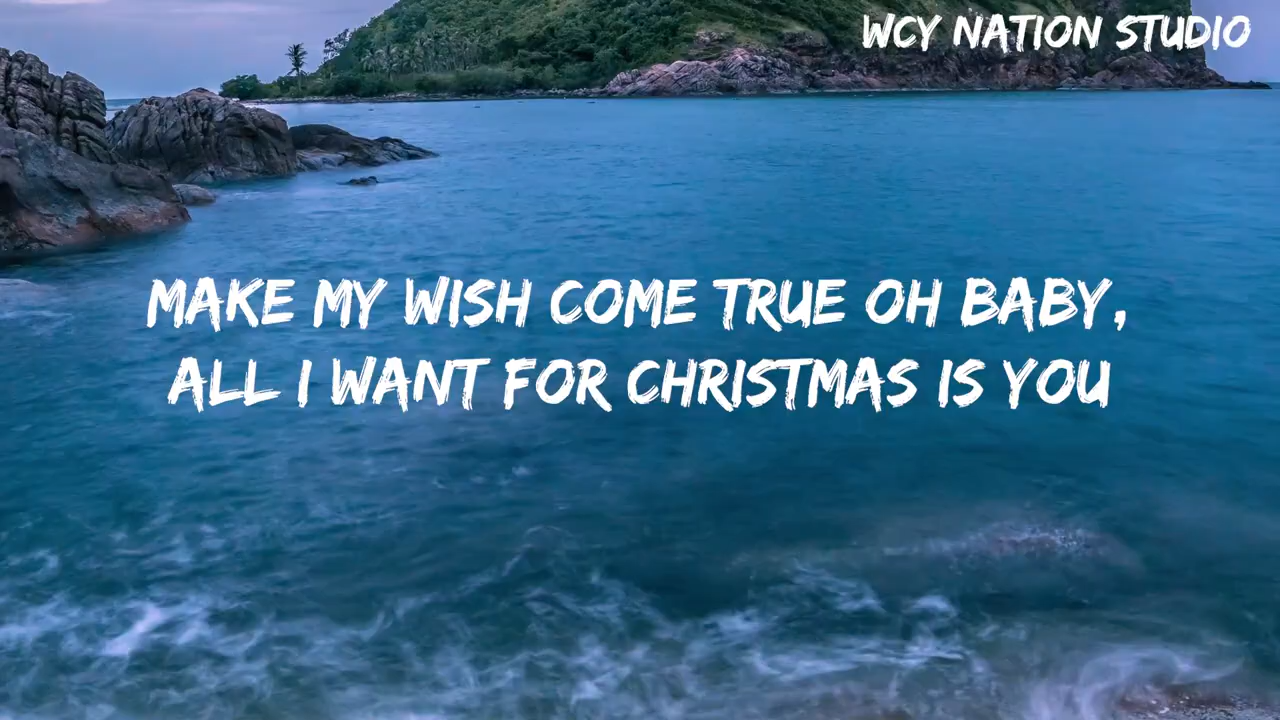 WCY NATION STUDIO
MAKE MY WISH COME TRUE OH BABY,
ALL I WANT FOR CHRISTMAS IS YOU